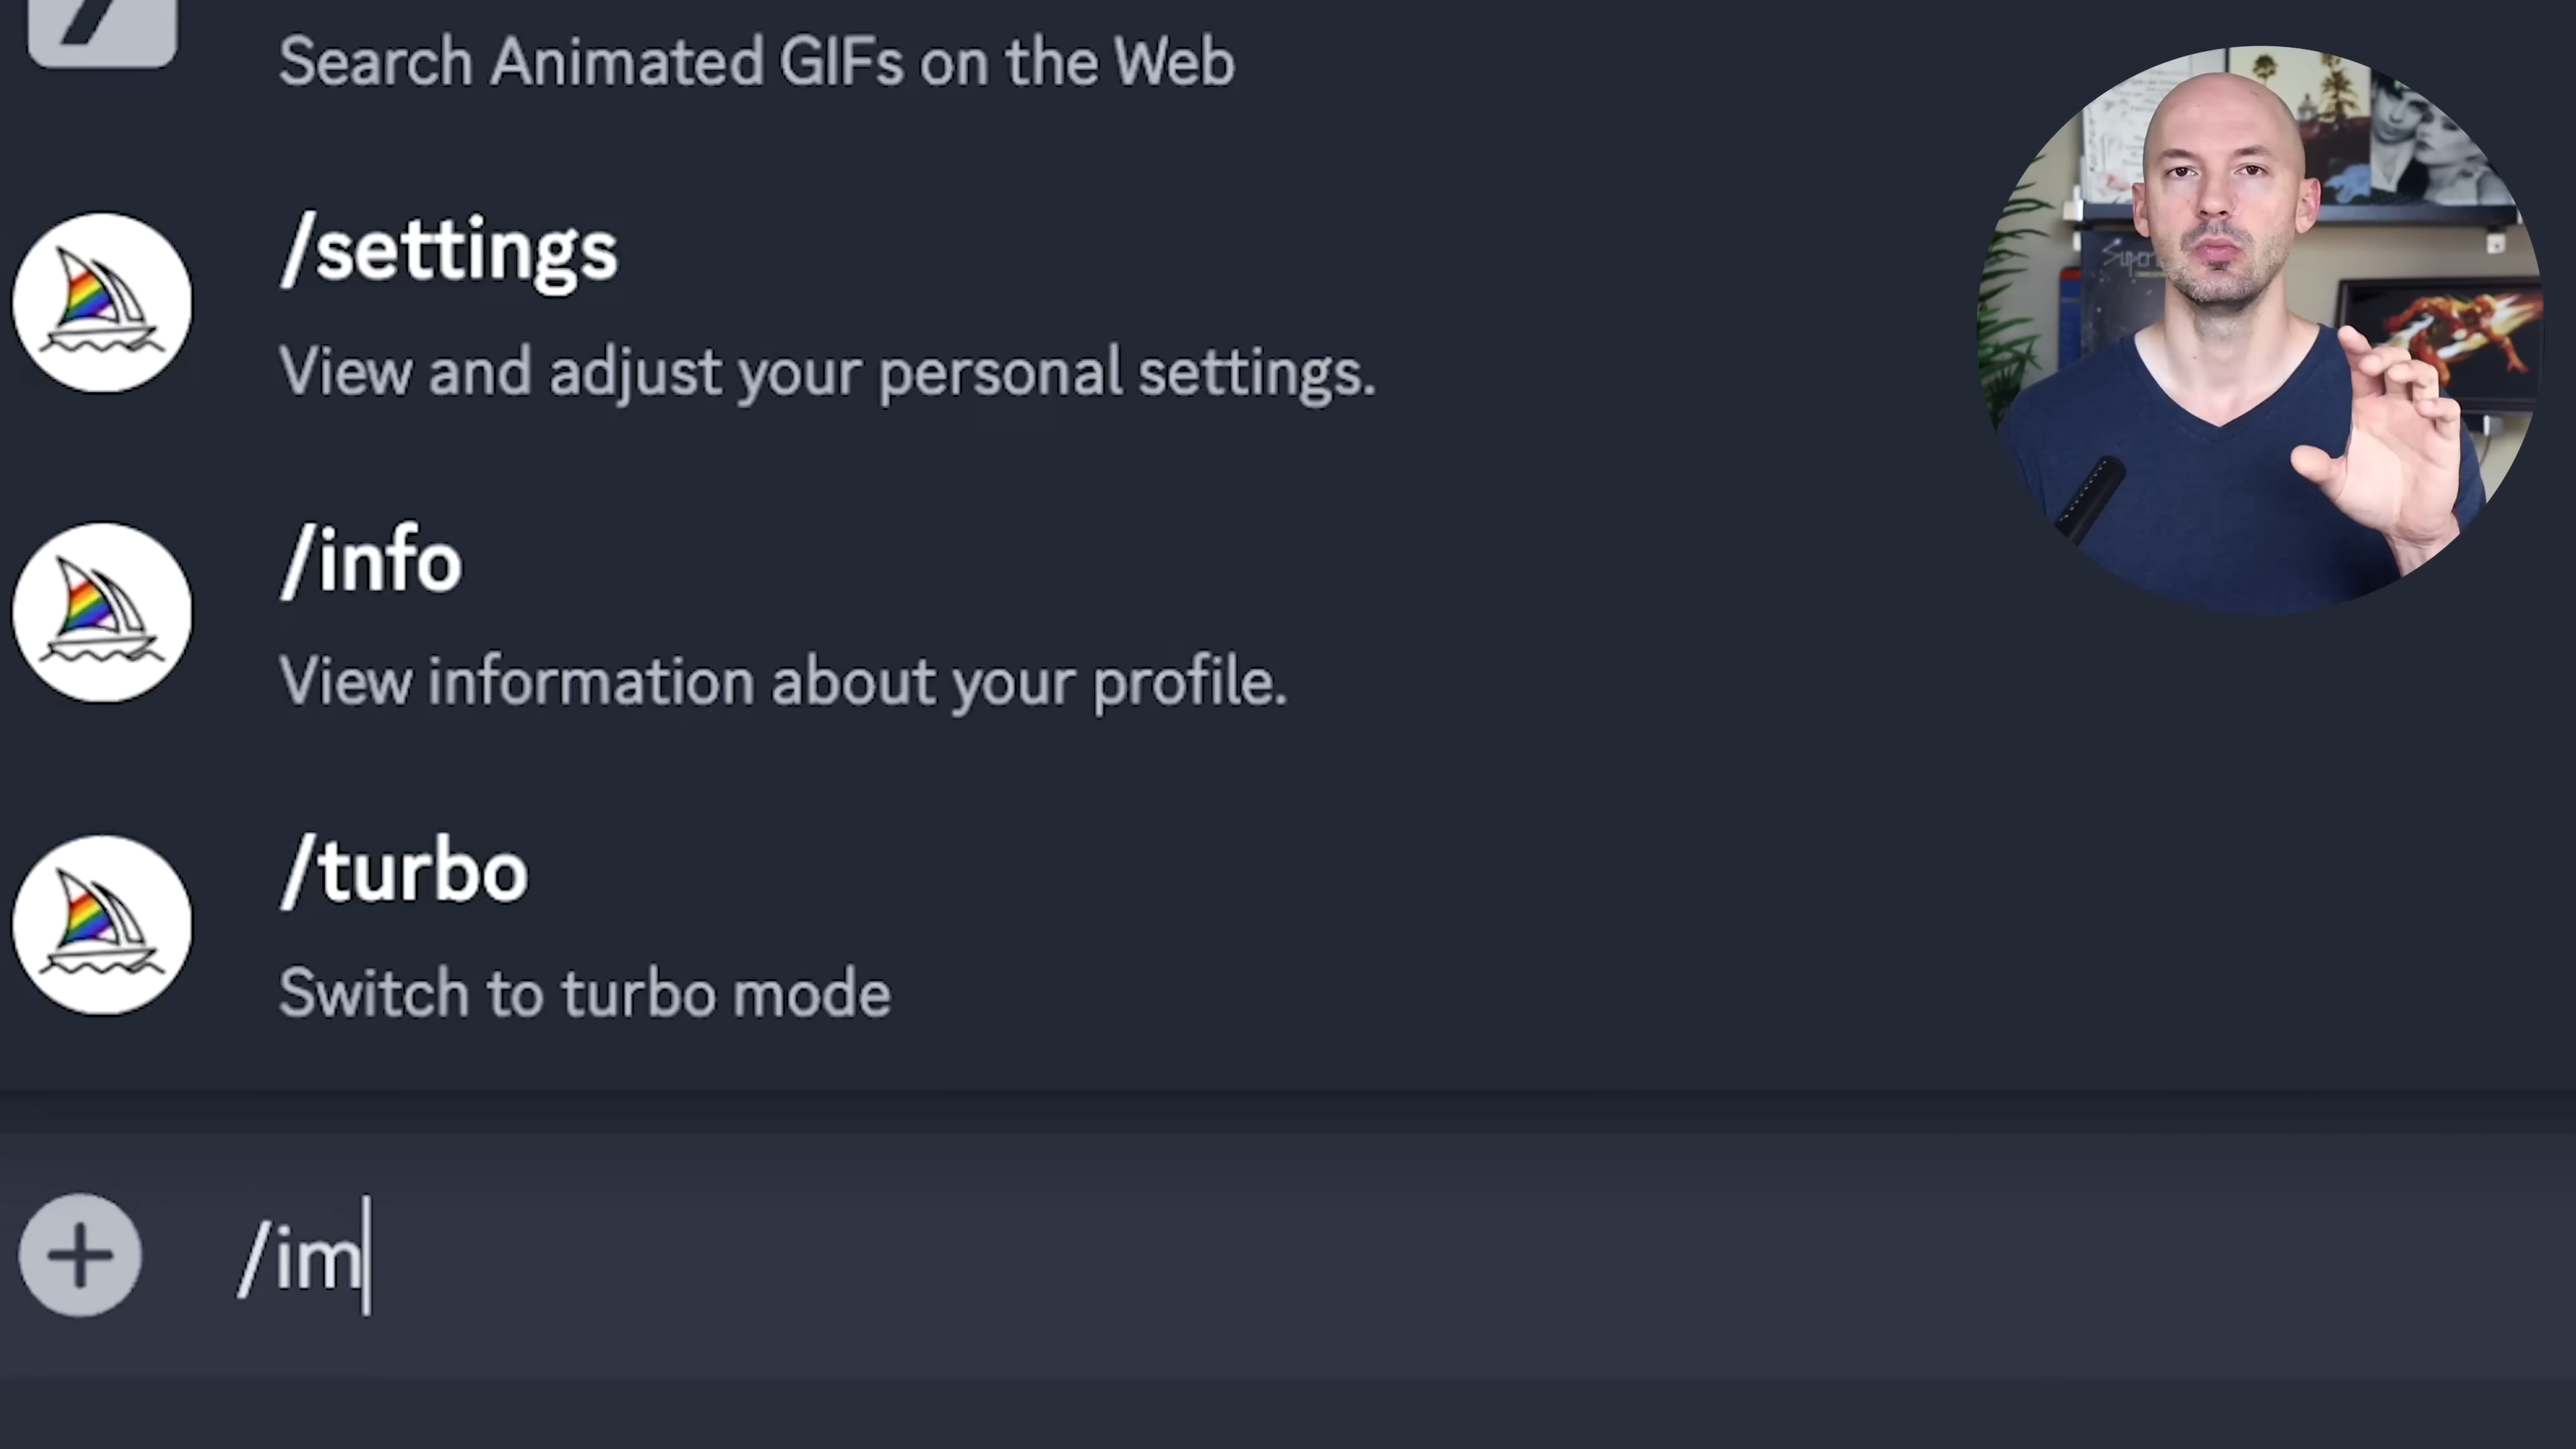 Search Animated GIFs on the Web
/settings
View and adjust your personal settings.
/info
View information about your profile.
/turbo
Switch to turbo mode
/im